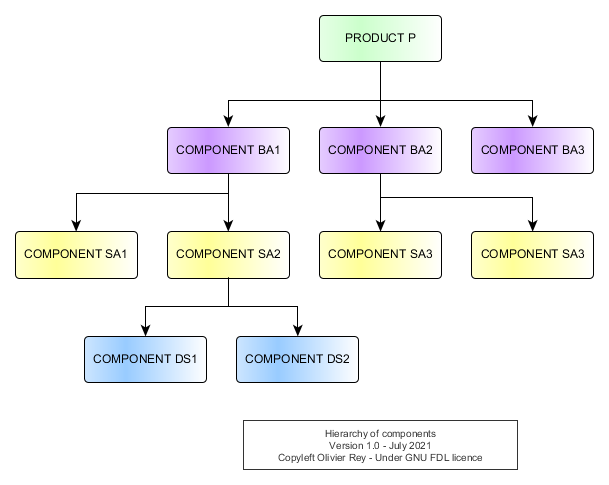 PRODUCT P
COMPONENT BA1
COMPONENT BA2
COMPONENT BA3
COMPONENT SA1
COMPONENT SA2
COMPONENT SA3
COMPONENT SA3
COMPONENT DS1
COMPONENT DS2
Hierarchy of components
Version 1.0 - July 2021
Copyleft Olivier Rey - Under GNU FDL licence